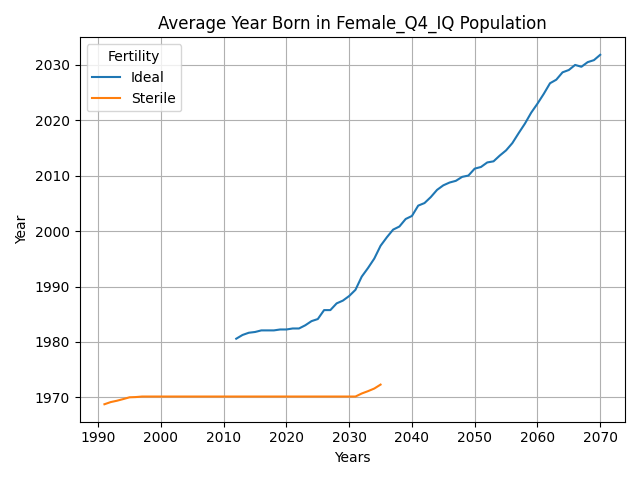 Average Year Born in Female_Q4_IQ Population
Fertility
Ideal
Sterile
Year
2030
2020
2010
2000
1990
1980
1970
1990 2000 2010 2020 2030 2040 2050 2060 2070
Years